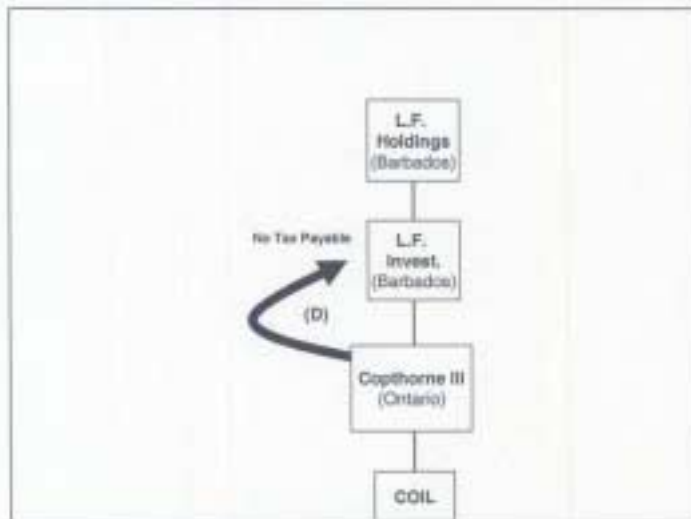 L.F.
Holdings
(Barbados)
No Tax Payable
L.F.
Invest.
(Barbados)
(D)
Copthorne III
(Ontario)
COIL